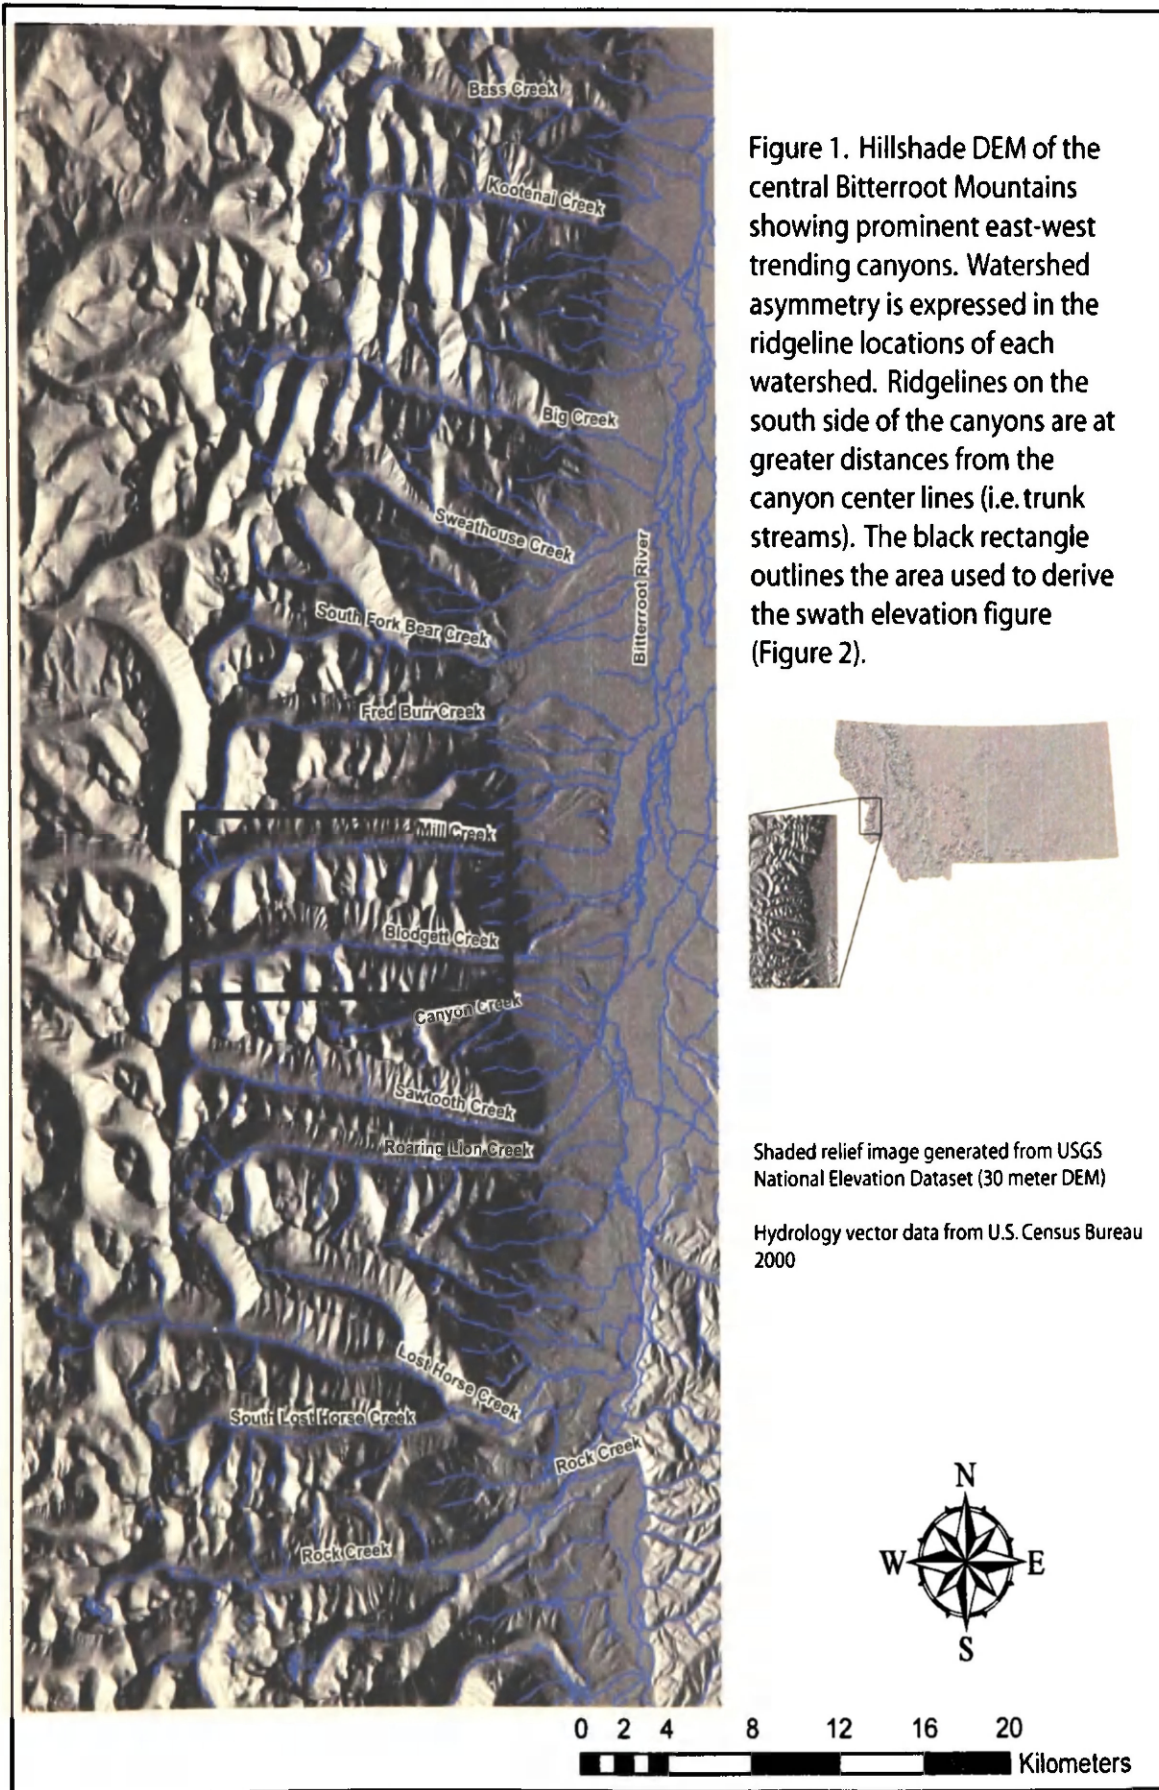 Bass Creek
Kootenai Creek
Big Creek
Sweathouse Creek
Bitterroot River
South Fork Bear Creek
Fred Burr Creek
Mill Creek
Blodgett Creek
Canyon Creek
Sawtooth Creek
Roaring Lion Creek
Lost Horse Creek
South Lost Horse Creek
Rock Creek
Rock Creek
Figure 1. Hillshade DEM of the
central Bitterroot Mountains
showing prominent east-west
trending canyons. Watershed
asymmetry is expressed in the
ridgeline locations of each
watershed. Ridgelines on the
south side of the canyons are at
greater distances from the
canyon center lines (i.e. trunk
streams). The black rectangle
outlines the area used to derive
the swath elevation figure
(Figure 2).
Shaded relief image generated from USGS
National Elevation Dataset (30 meter DEM)
Hydrology vector data from U.S. Census Bureau
2000
N
W E
S
0 2 4 8 12 16 20
Kilometers